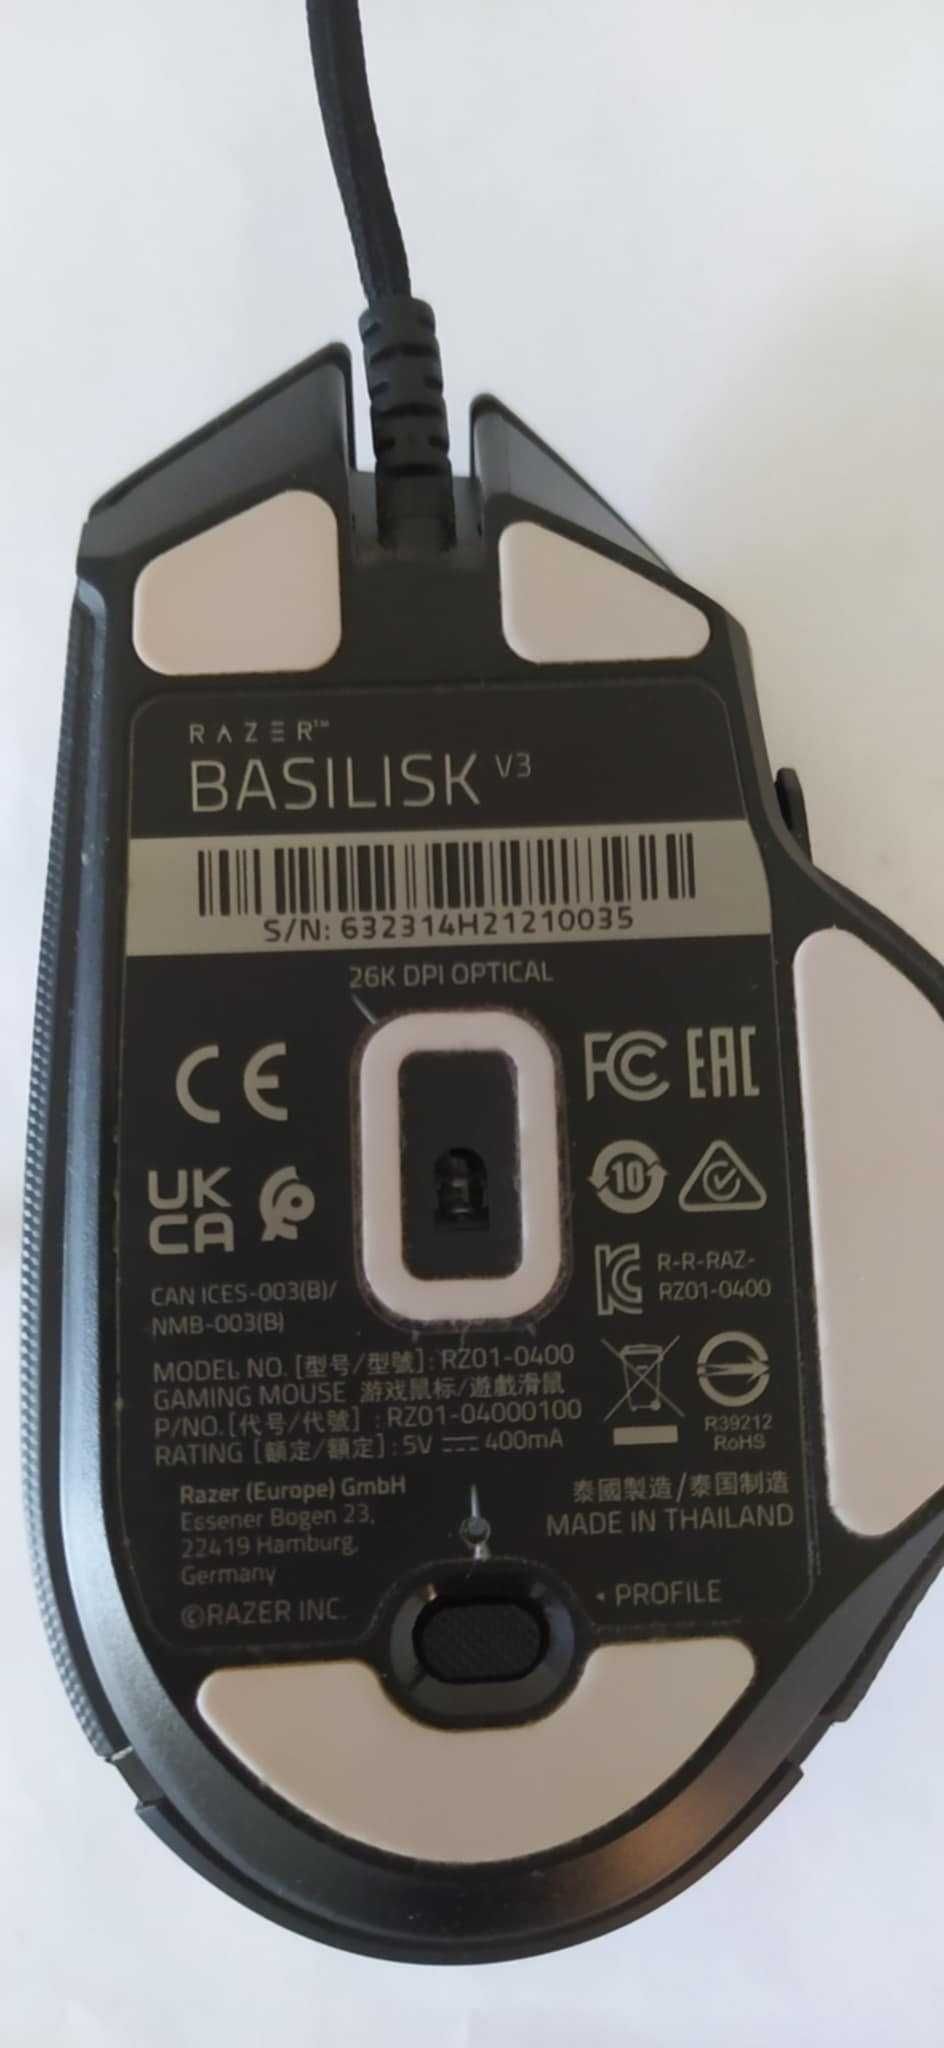 RAZER™
BASILISK V3
S/N: 632314H21210035
26K DPI OPTICAL
CE
FC EAC
UK
CA
10
CAN ICES-003(B)/
NMB-003(B)
R-R-RAZ-
RZ01-0400
MODEL NO. [型号/型號] : RZ01-0400
GAMING MOUSE 游戏鼠标/遊戲滑鼠
P/NO. [代号/代號] : RZ01-04000100
RATING [額定/額定] : 5V ⎓ 400mA
R39212
RoHS
Razer (Europe) GmbH
Essener Bogen 23,
22419 Hamburg,
Germany
©RAZER INC.
泰國製造/泰国制造
MADE IN THAILAND
PROFILE